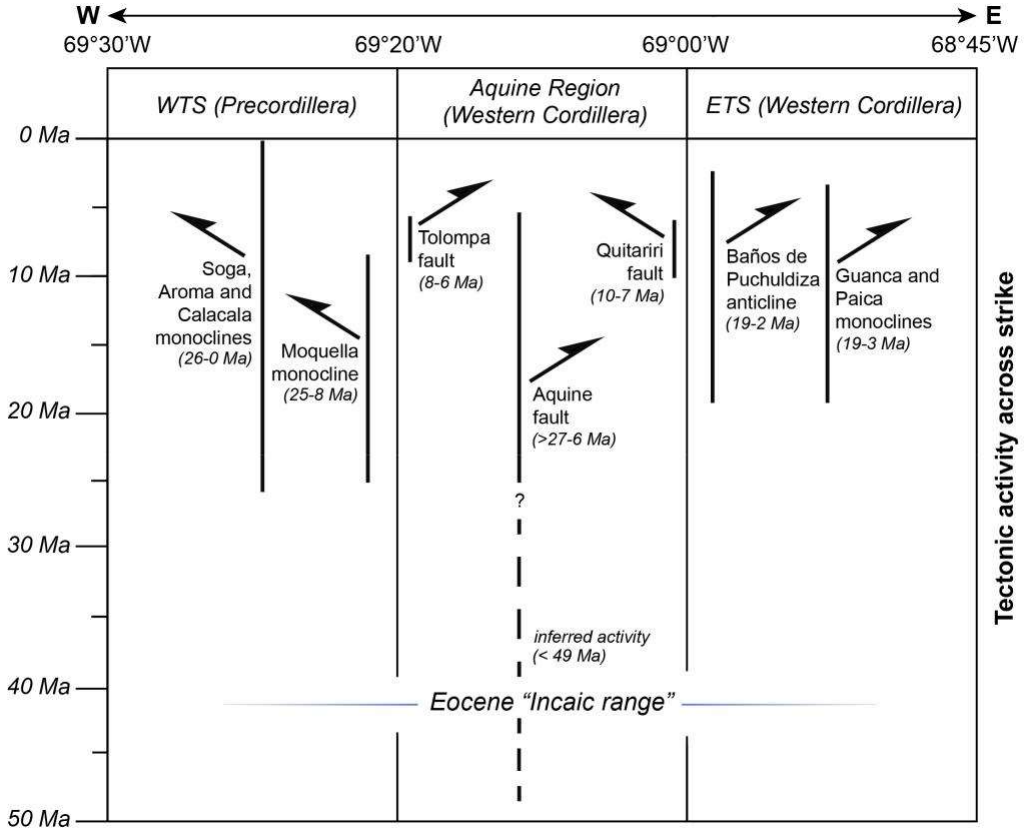 W E
69°30'W 69°20'W 69°00'W 68°45'W
WTS (Precordillera)
Aquine Region
(Western Cordillera)
ETS (Western Cordillera)
0 Ma
10 Ma
20 Ma
30 Ma
40 Ma
50 Ma
Soga,
Aroma and
Calacala
monoclines
(26-0 Ma)
Moquella
monocline
(25-8 Ma)
Tolompa
fault
(8-6 Ma)
Aquine
fault
(>27-6 Ma)
?
inferred activity
(< 49 Ma)
Quitariri
fault
(10-7 Ma)
Baños de
Puchuldiza
anticline
(19-2 Ma)
Guanca and
Paica
monoclines
(19-3 Ma)
Eocene “Incaic range”
Tectonic activity across strike